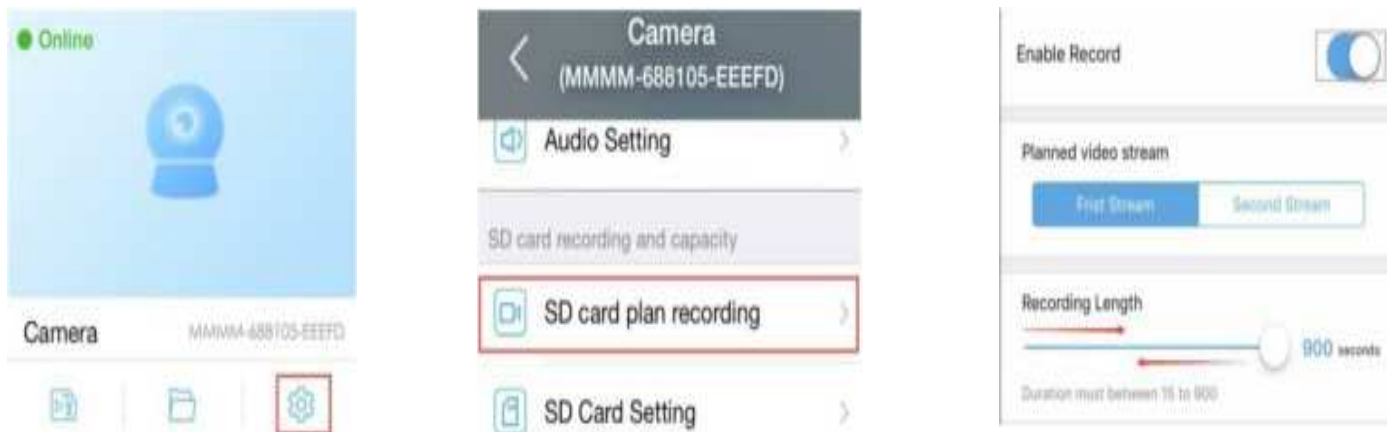 Online
Camera MMMM-688105-EEEFD
Camera
(MMMM-688105-EEEFD)
Audio Setting
SD card recording and capacity
SD card plan recording
SD Card Setting
Enable Record
Planned video stream
Frist Stream Second Stream
Recording Length
900 seconds
Duration must between 15 to 900